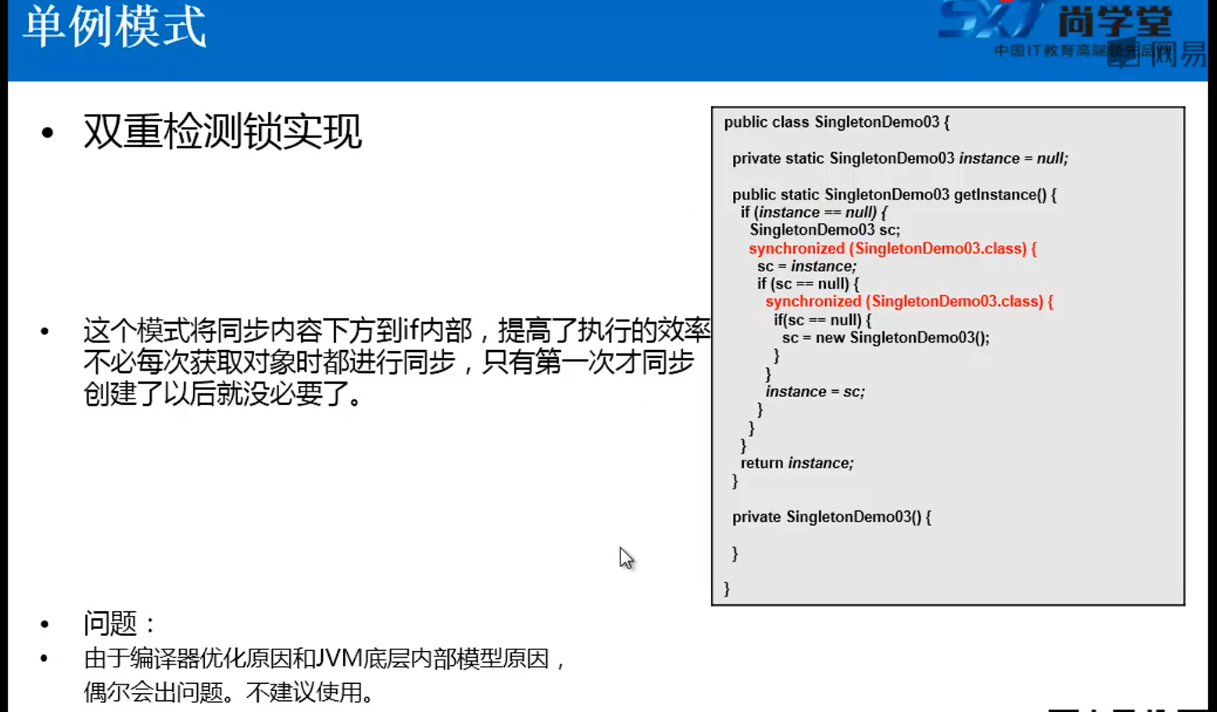 单例模式
SXT 尚学堂
中国IT教育高端领先品牌
网易
• 双重检测锁实现
• 这个模式将同步内容下方到if内部，提高了执行的效率
不必每次获取对象时都进行同步，只有第一次才同步
创建了以后就没必要了。
public class SingletonDemo03 {
private static SingletonDemo03 instance = null;
public static SingletonDemo03 getInstance() {
if (instance == null) {
SingletonDemo03 sc;
synchronized (SingletonDemo03.class) {
sc = instance;
if (sc == null) {
synchronized (SingletonDemo03.class) {
if(sc == null) {
sc = new SingletonDemo03();
}
}
instance = sc;
}
}
}
return instance;
}
private SingletonDemo03() {
}
}
• 问题：
• 由于编译器优化原因和JVM底层内部模型原因，
偶尔会出问题。不建议使用。